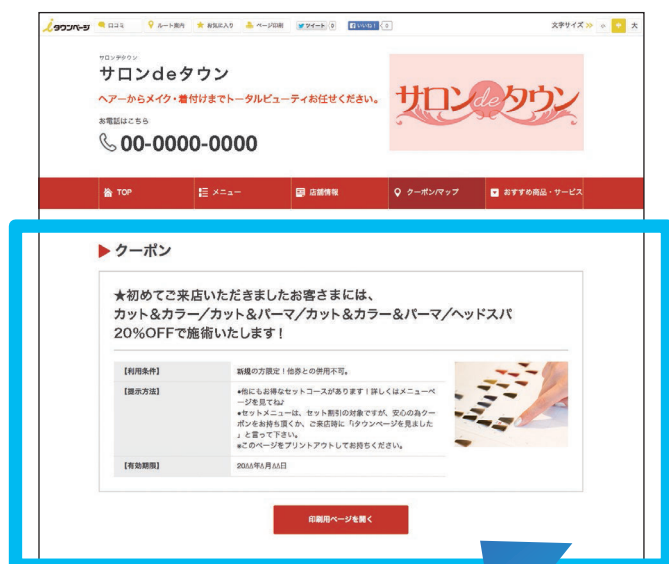 iタウンページ 口コミ ルート案内 お気に入り ページ印刷 ツイート 0 いいね! 0 文字サイズ 小 中 大
サロンデタウン
サロンdeタウン
ヘアーからメイク・着付けまでトータルビューティお任せください。
お電話はこちら
00-0000-0000
サロンdeタウン
TOP メニュー 店舗情報 クーポン/マップ おすすめ商品・サービス
クーポン
★初めてご来店いただきましたお客さまには、
カット&カラー/カット&パーマ/カット&カラー&パーマ/ヘッドスパ
20%OFFで施術いたします!
【利用条件】 新規の方限定!他券との併用不可。
【提示方法】 ●他にもお得なセットコースがあります!詳しくはメニューペ
ージを見てね♪
●セットメニューは、セット割引の対象ですが、安心の為クー
ポンをお持ち頂くか、ご来店時に「iタウンページを見ました
」と言って下さい。
※このページをプリントアウトしてお持ちください。
【有効期限】 20△△年△月△△日
印刷用ページを開く